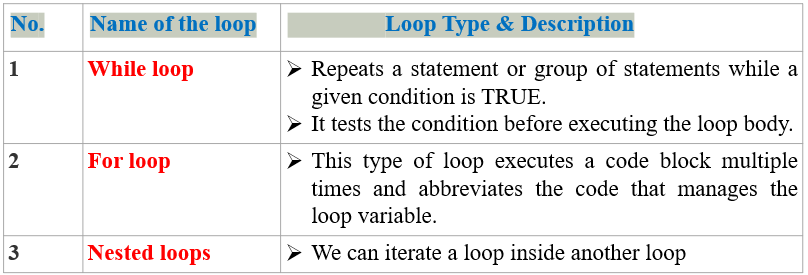 No. Name of the loop Loop Type & Description
1 While loop ➢ Repeats a statement or group of statements while a
given condition is TRUE.
➢ It tests the condition before executing the loop body.
2 For loop ➢ This type of loop executes a code block multiple
times and abbreviates the code that manages the
loop variable.
3 Nested loops ➢ We can iterate a loop inside another loop